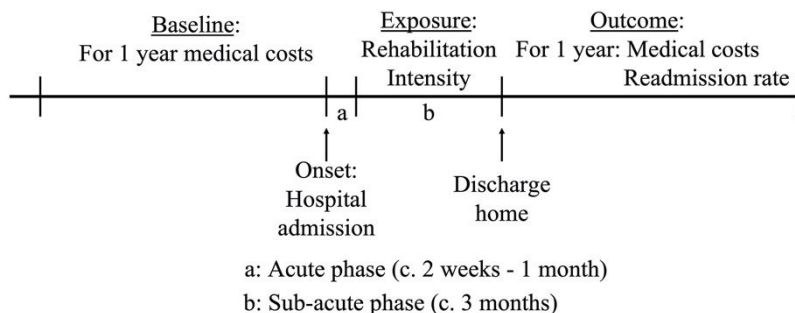 Baseline:
For 1 year medical costs
Exposure:
Rehabilitation
Intensity
Outcome:
For 1 year: Medical costs
Readmission rate
a
b
Onset:
Hospital
admission
Discharge
home
a: Acute phase (c. 2 weeks - 1 month)
b: Sub-acute phase (c. 3 months)